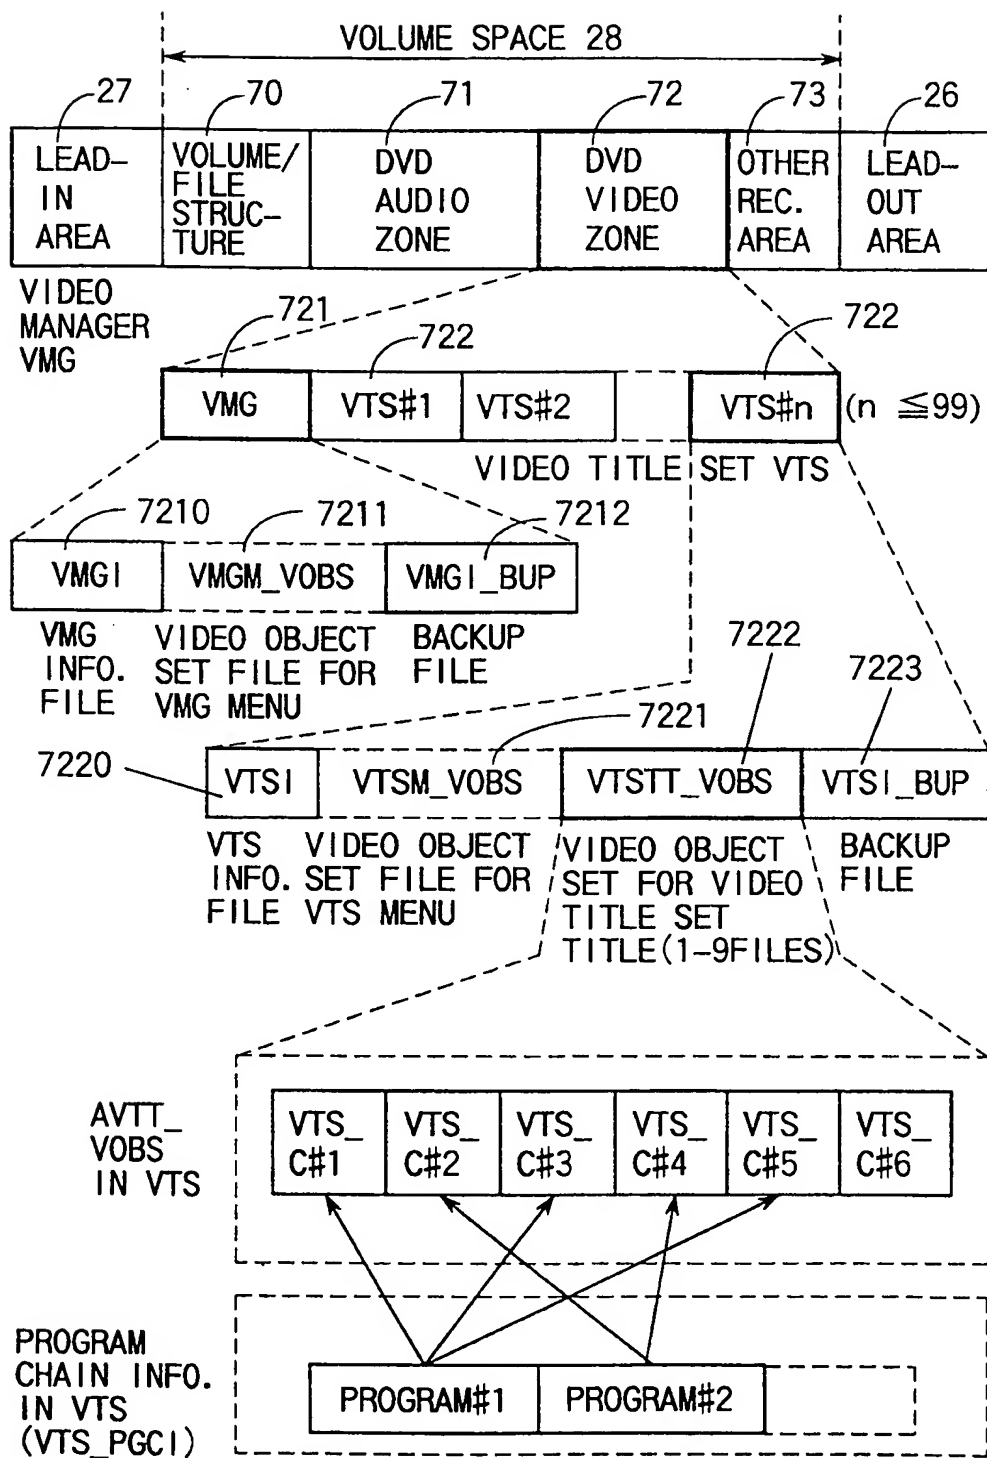 VOLUME SPACE 28
27 70 71 72 73 26
LEAD-
IN
AREA
VOLUME/
FILE
STRUC-
TURE
DVD
AUDIO
ZONE
DVD
VIDEO
ZONE
OTHER
REC.
AREA
LEAD-
OUT
AREA
VIDEO
MANAGER
VMG
721
722
722
VMG
VTS#1
VTS#2
VTS#n
(n ≦99)
VIDEO TITLE SET VTS
7210
7211
7212
VMGI
VMGM_VOBS
VMGI_BUP
VMG
INFO.
FILE
VIDEO OBJECT
SET FILE FOR
VMG MENU
BACKUP
FILE
7220
7221
7222
7223
VTSI
VTSM_VOBS
VTSTT_VOBS
VTSI_BUP
VTS
INFO.
FILE
VIDEO OBJECT
SET FILE FOR
VTS MENU
VIDEO OBJECT
SET FOR VIDEO
TITLE SET
TITLE(1-9FILES)
BACKUP
FILE
AVTT_
VOBS
IN VTS
VTS_
C#1
VTS_
C#2
VTS_
C#3
VTS_
C#4
VTS_
C#5
VTS_
C#6
PROGRAM
CHAIN INFO.
IN VTS
(VTS_PGCI)
PROGRAM#1
PROGRAM#2